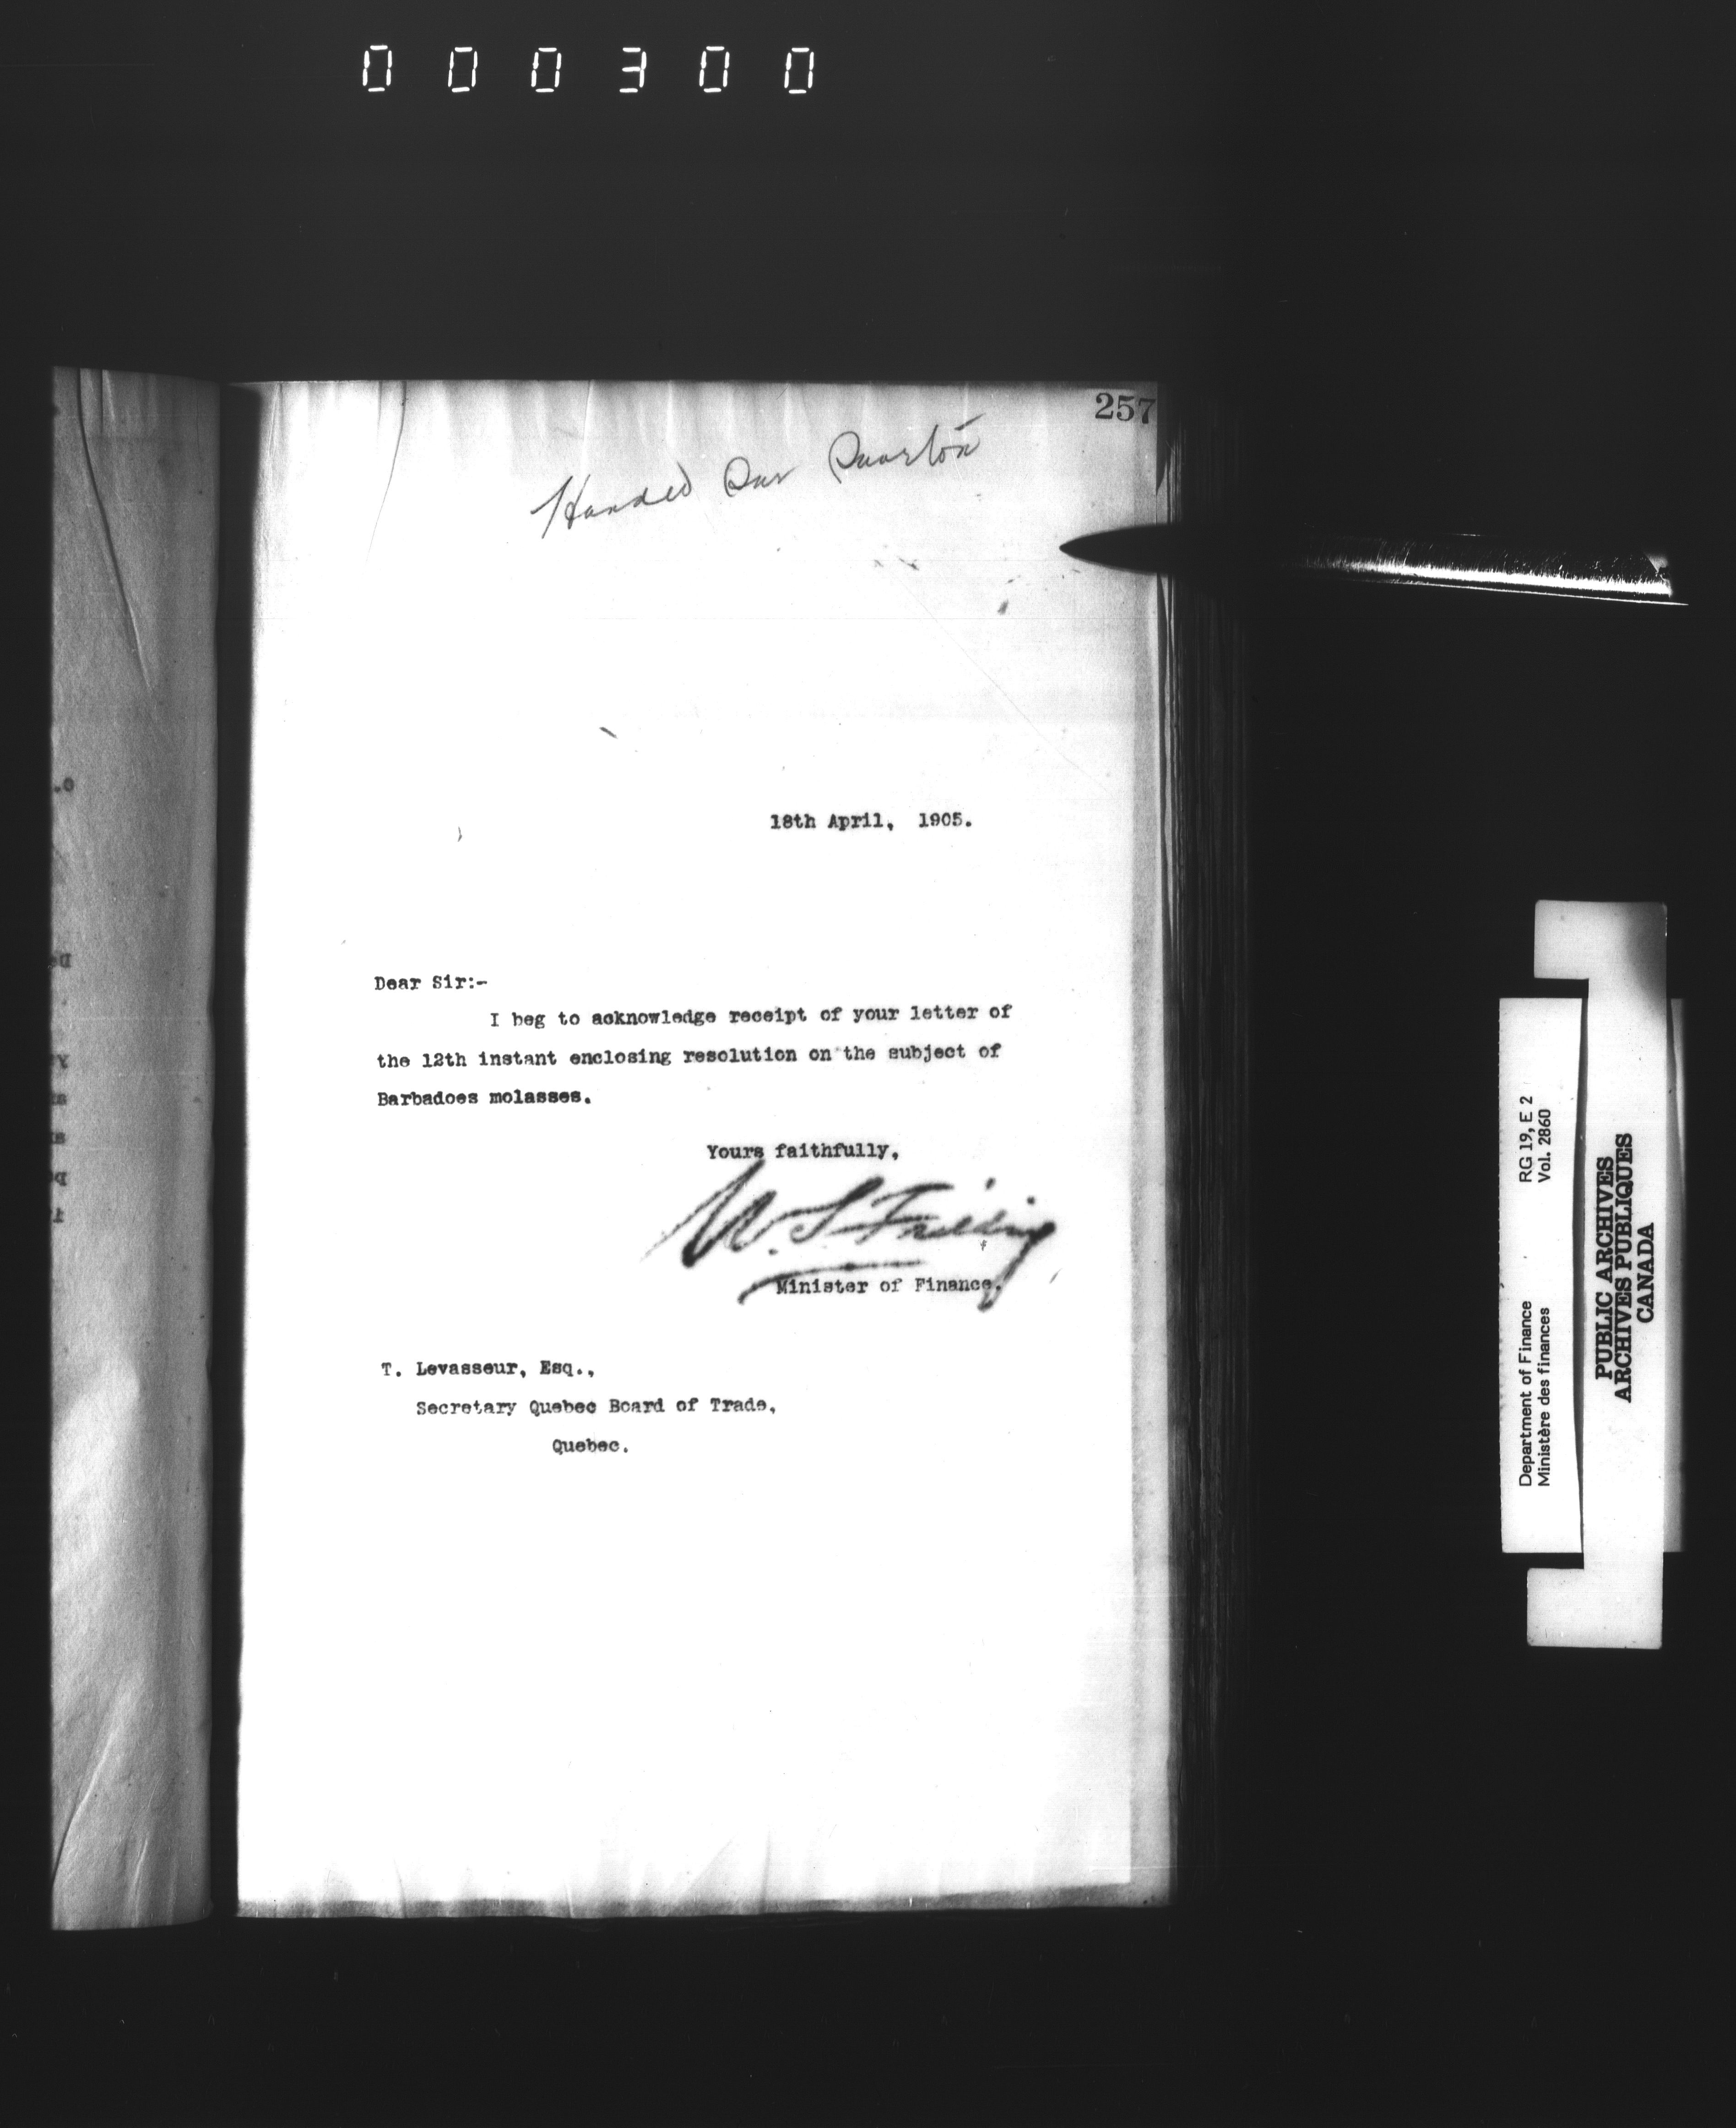 000300
257
Handed
18th April, 1905.
Dear Sir:-
I beg to acknowledge receipt of your letter of
the 12th instant enclosing resolution on the subject of
Barbadoes molasses.
Yours faithfully,
W. S. Fielding
Minister of Finance.
T. Levasseur, Esq.,
Secretary Quebec Board of Trade,
Quebec.
Department of Finance RG 19, E 2
Ministère des finances Vol. 2860
PUBLIC ARCHIVES
ARCHIVES PUBLIQUES
CANADA